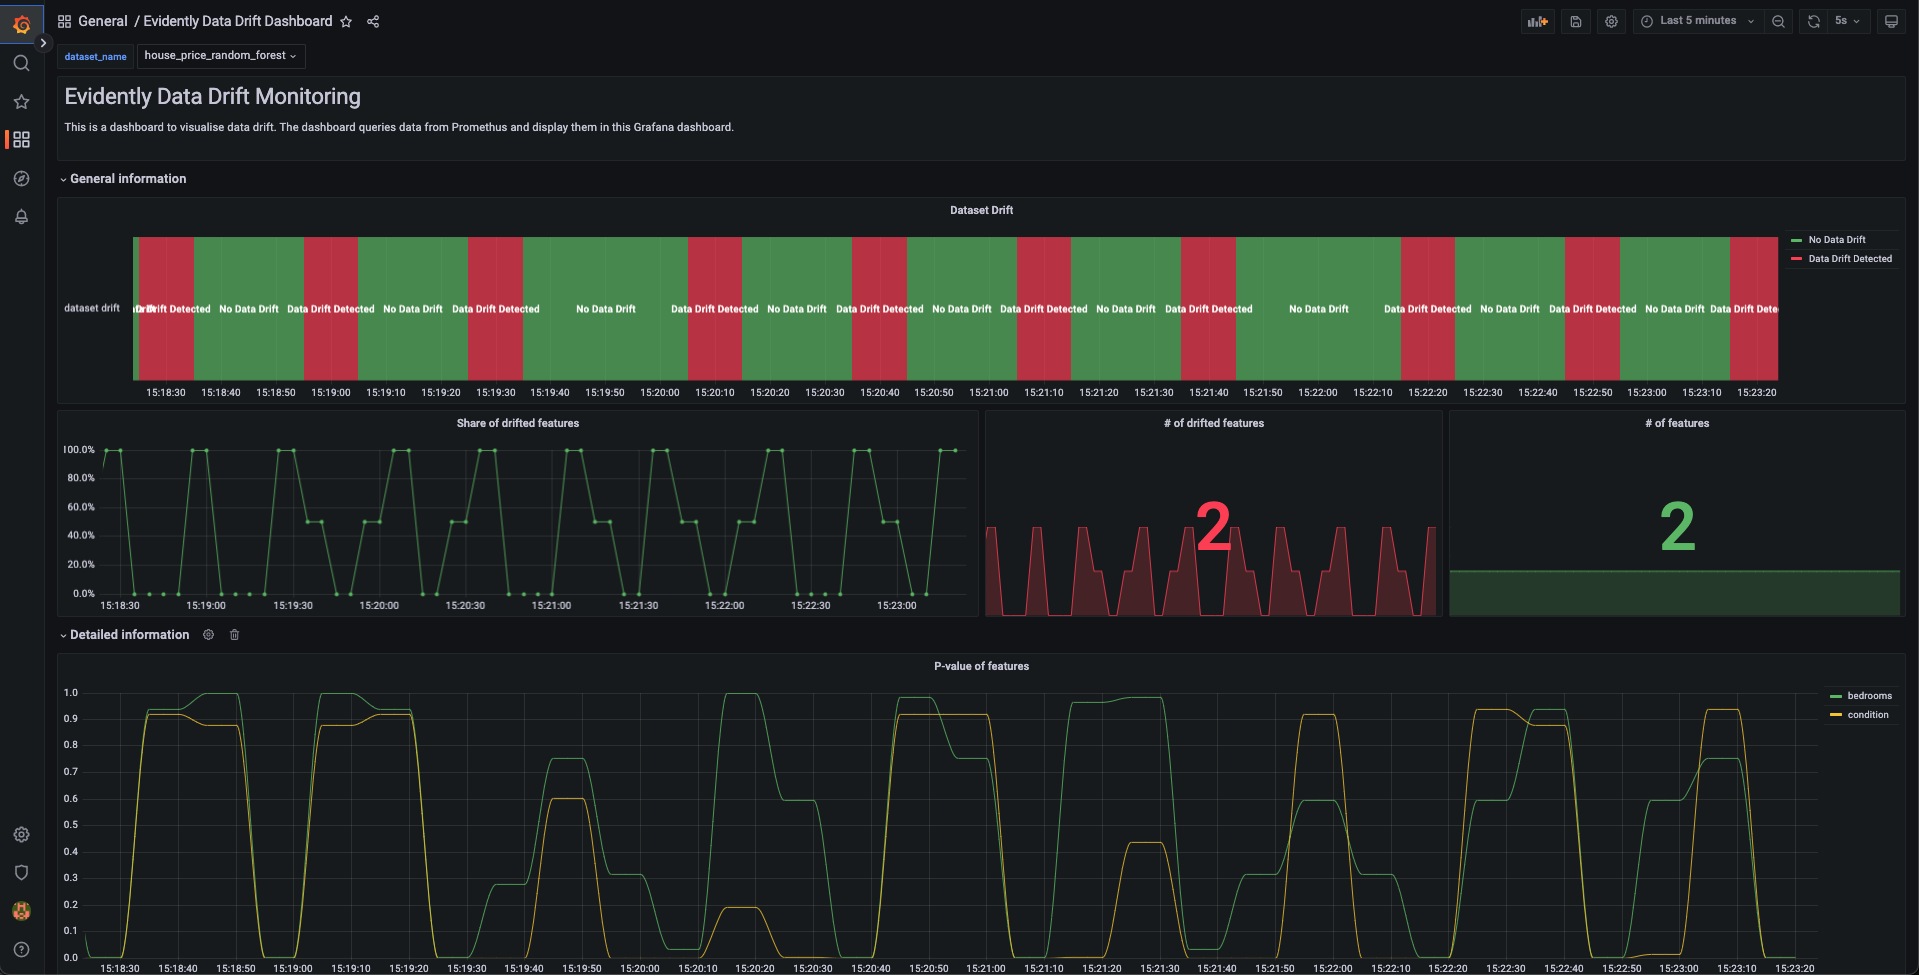 General / Evidently Data Drift Dashboard
Last 5 minutes
5s
dataset_name house_price_random_forest
Evidently Data Drift Monitoring
This is a dashboard to visualise data drift. The dashboard queries data from Promethus and display them in this Grafana dashboard.
General information
Dataset Drift
No Data Drift
Data Drift Detected
dataset drift
Drift Detected No Data Drift Data Drift Detected No Data Drift Data Drift Detected No Data Drift Data Drift Detected No Data Drift Data Drift Detected No Data Drift Data Drift Detected No Data Drift Data Drift Detected No Data Drift Data Drift Detected No Data Drift Data Drift Detected No Data Drift Data Drift Dete
15:18:30 15:18:40 15:18:50 15:19:00 15:19:10 15:19:20 15:19:30 15:19:40 15:19:50 15:20:00 15:20:10 15:20:20 15:20:30 15:20:40 15:20:50 15:21:00 15:21:10 15:21:20 15:21:30 15:21:40 15:21:50 15:22:00 15:22:10 15:22:20 15:22:30 15:22:40 15:22:50 15:23:00 15:23:10 15:23:20
Share of drifted features
100.0%
80.0%
60.0%
40.0%
20.0%
0.0%
15:18:30 15:19:00 15:19:30 15:20:00 15:20:30 15:21:00 15:21:30 15:22:00 15:22:30 15:23:00
# of drifted features
2
# of features
2
Detailed information
P-value of features
1.0
0.9
0.8
0.7
0.6
0.5
0.4
0.3
0.2
0.1
0.0
15:18:30 15:18:40 15:18:50 15:19:00 15:19:10 15:19:20 15:19:30 15:19:40 15:19:50 15:20:00 15:20:10 15:20:20 15:20:30 15:20:40 15:20:50 15:21:00 15:21:10 15:21:20 15:21:30 15:21:40 15:21:50 15:22:00 15:22:10 15:22:20 15:22:30 15:22:40 15:22:50 15:23:00 15:23:10 15:23:20
bedrooms
condition